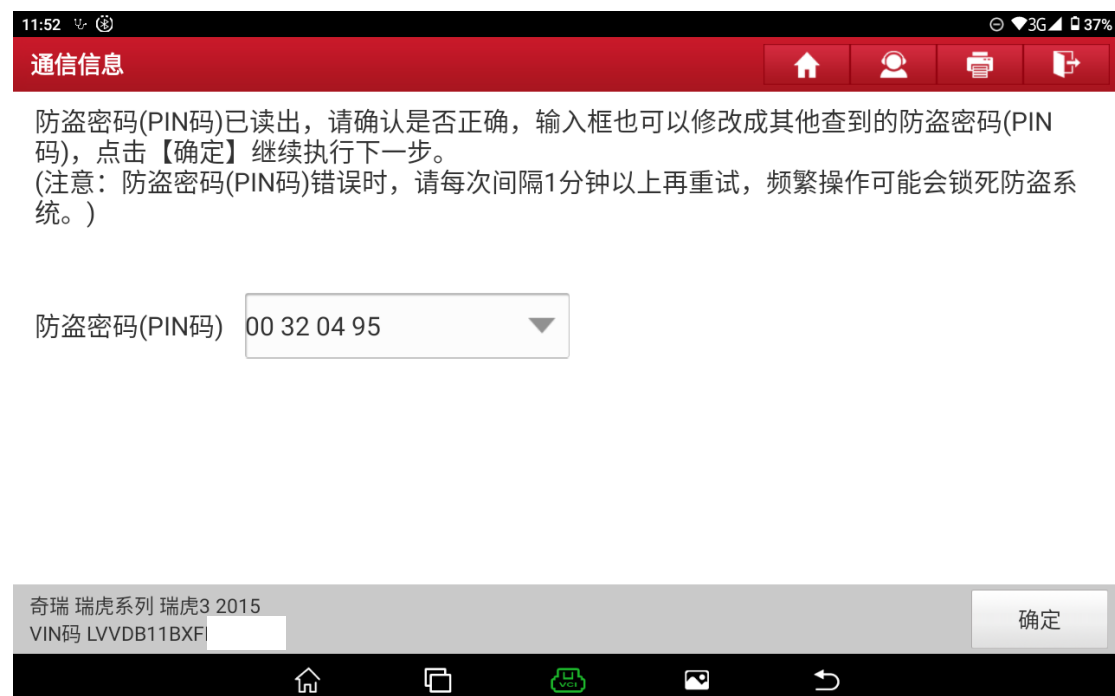 11:52 3G 37%
通信信息
防盗密码(PIN码)已读出，请确认是否正确，输入框也可以修改成其他查到的防盗密码(PIN
码)，点击【确定】继续执行下一步。
(注意：防盗密码(PIN码)错误时，请每次间隔1分钟以上再重试，频繁操作可能会锁死防盗系
统。)
防盗密码(PIN码) 00 32 04 95
奇瑞 瑞虎系列 瑞虎3 2015
VIN码 LVVDB11BXF
确定
VCI